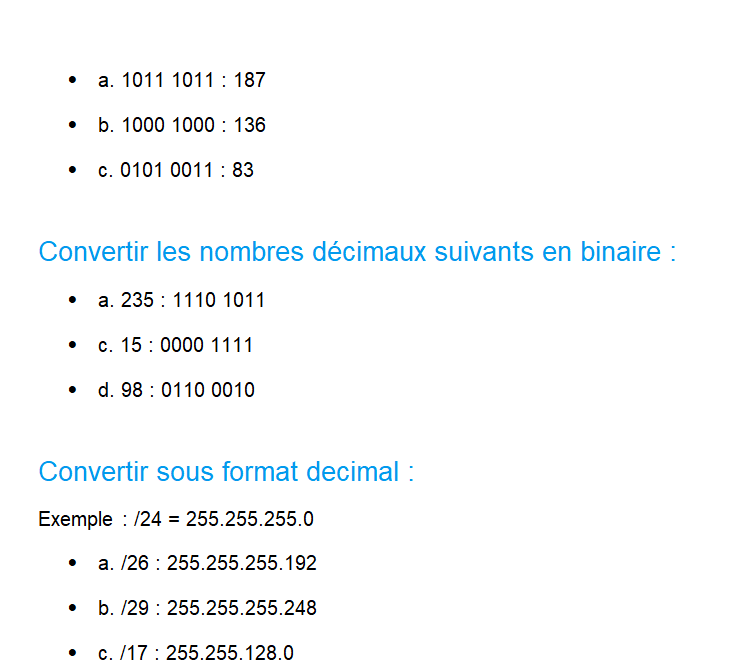 • a. 1011 1011 : 187
• b. 1000 1000 : 136
• c. 0101 0011 : 83
Convertir les nombres décimaux suivants en binaire :
• a. 235 : 1110 1011
• c. 15 : 0000 1111
• d. 98 : 0110 0010
Convertir sous format decimal :
Exemple : /24 = 255.255.255.0
• a. /26 : 255.255.255.192
• b. /29 : 255.255.255.248
• c. /17 : 255.255.128.0